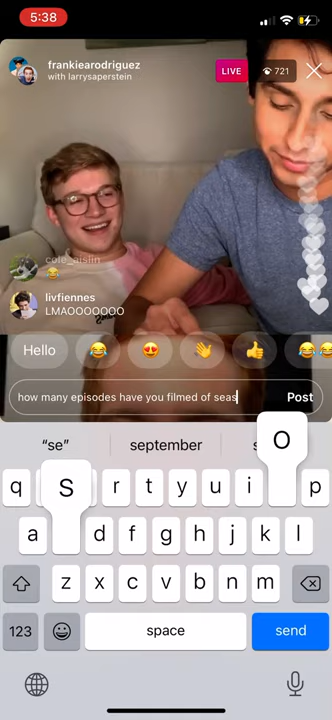 5:38
frankiearodriguez
with larrysaperstein
LIVE
721
cole_aislin
😂
livfiennes
LMAOOOOOOO
Hello
how many episodes have you filmed of seas
Post
"se"
september
s
q S r t y u i O p
a d f g h j k l
z x c v b n m
123
space
send